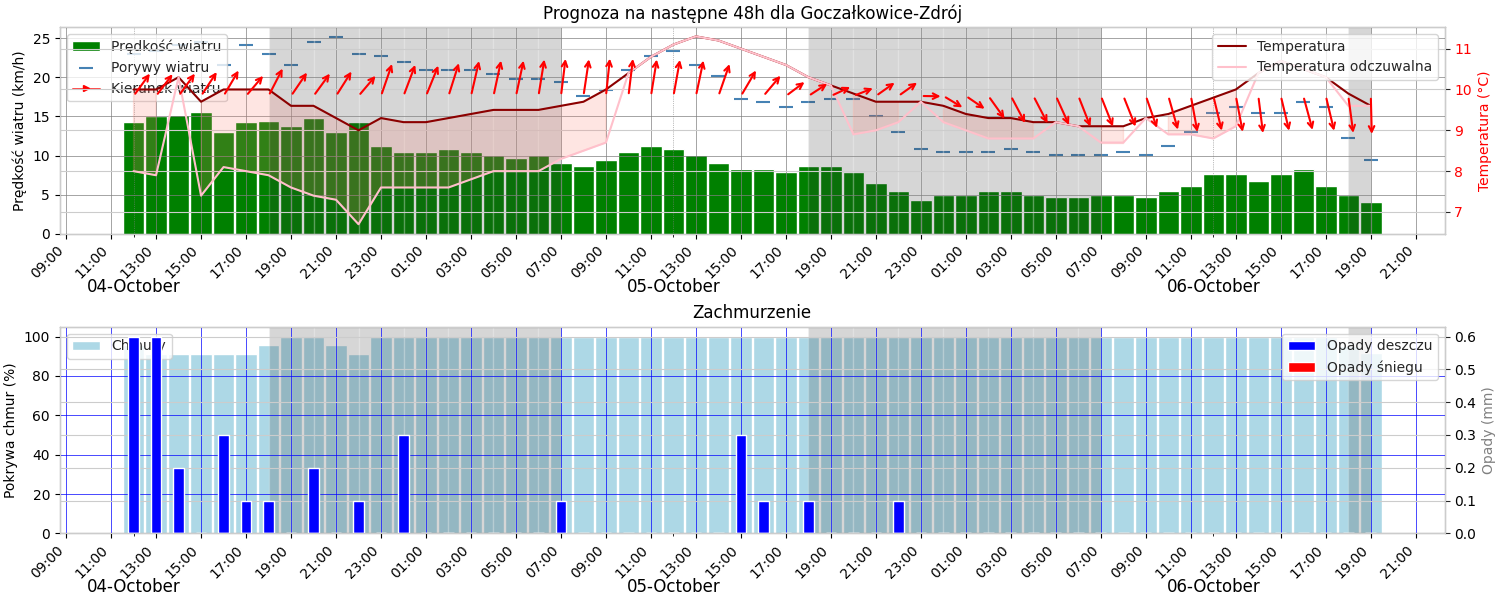 Prognoza na następne 48h dla Goczałkowice-Zdrój
Prędkość wiatru (km/h)
25
20
15
10
5
0
Prędkość wiatru
Porywy wiatru
Kierunek wiatru
Temperatura
Temperatura odczuwalna
11
10
9
8
7
Temperatura (°C)
09:00 11:00 13:00 15:00 17:00 19:00 21:00 23:00 01:00 03:00 05:00 07:00 09:00 11:00 13:00 15:00 17:00 19:00 21:00 23:00 01:00 03:00 05:00 07:00 09:00 11:00 13:00 15:00 17:00 19:00 21:00
04-October 05-October 06-October
Zachmurzenie
Pokrywa chmur (%)
100
80
60
40
20
0
Chmury
Opady deszczu
Opady śniegu
0.6
0.5
0.4
0.3
0.2
0.1
0.0
Opady (mm)
09:00 11:00 13:00 15:00 17:00 19:00 21:00 23:00 01:00 03:00 05:00 07:00 09:00 11:00 13:00 15:00 17:00 19:00 21:00 23:00 01:00 03:00 05:00 07:00 09:00 11:00 13:00 15:00 17:00 19:00 21:00
04-October 05-October 06-October